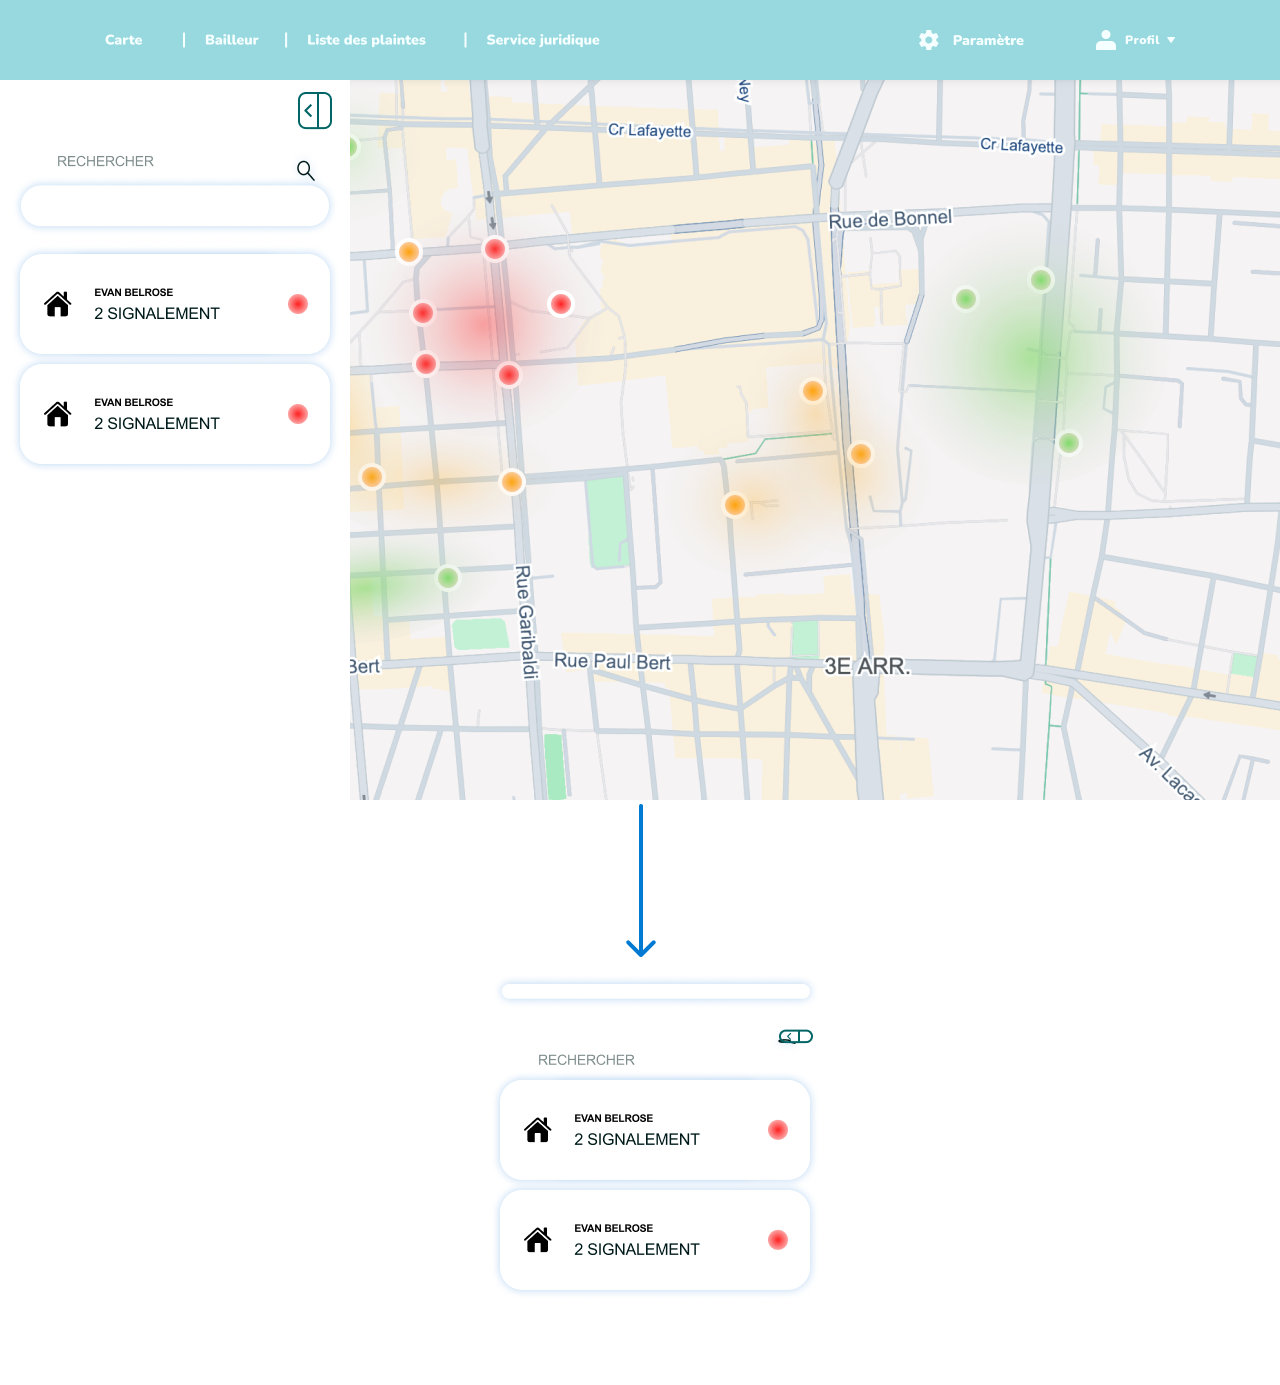 Carte | Bailleur | Liste des plaintes | Service juridique Paramètre Profil
RECHERCHER
EVAN BELROSE
2 SIGNALEMENT
EVAN BELROSE
2 SIGNALEMENT
Ney
Cr Lafayette
Cr Lafayette
Rue de Bonnel
Rue Garibaldi
Bert
Rue Paul Bert
3E ARR.
Av. Lacas
RECHERCHER
EVAN BELROSE
2 SIGNALEMENT
EVAN BELROSE
2 SIGNALEMENT